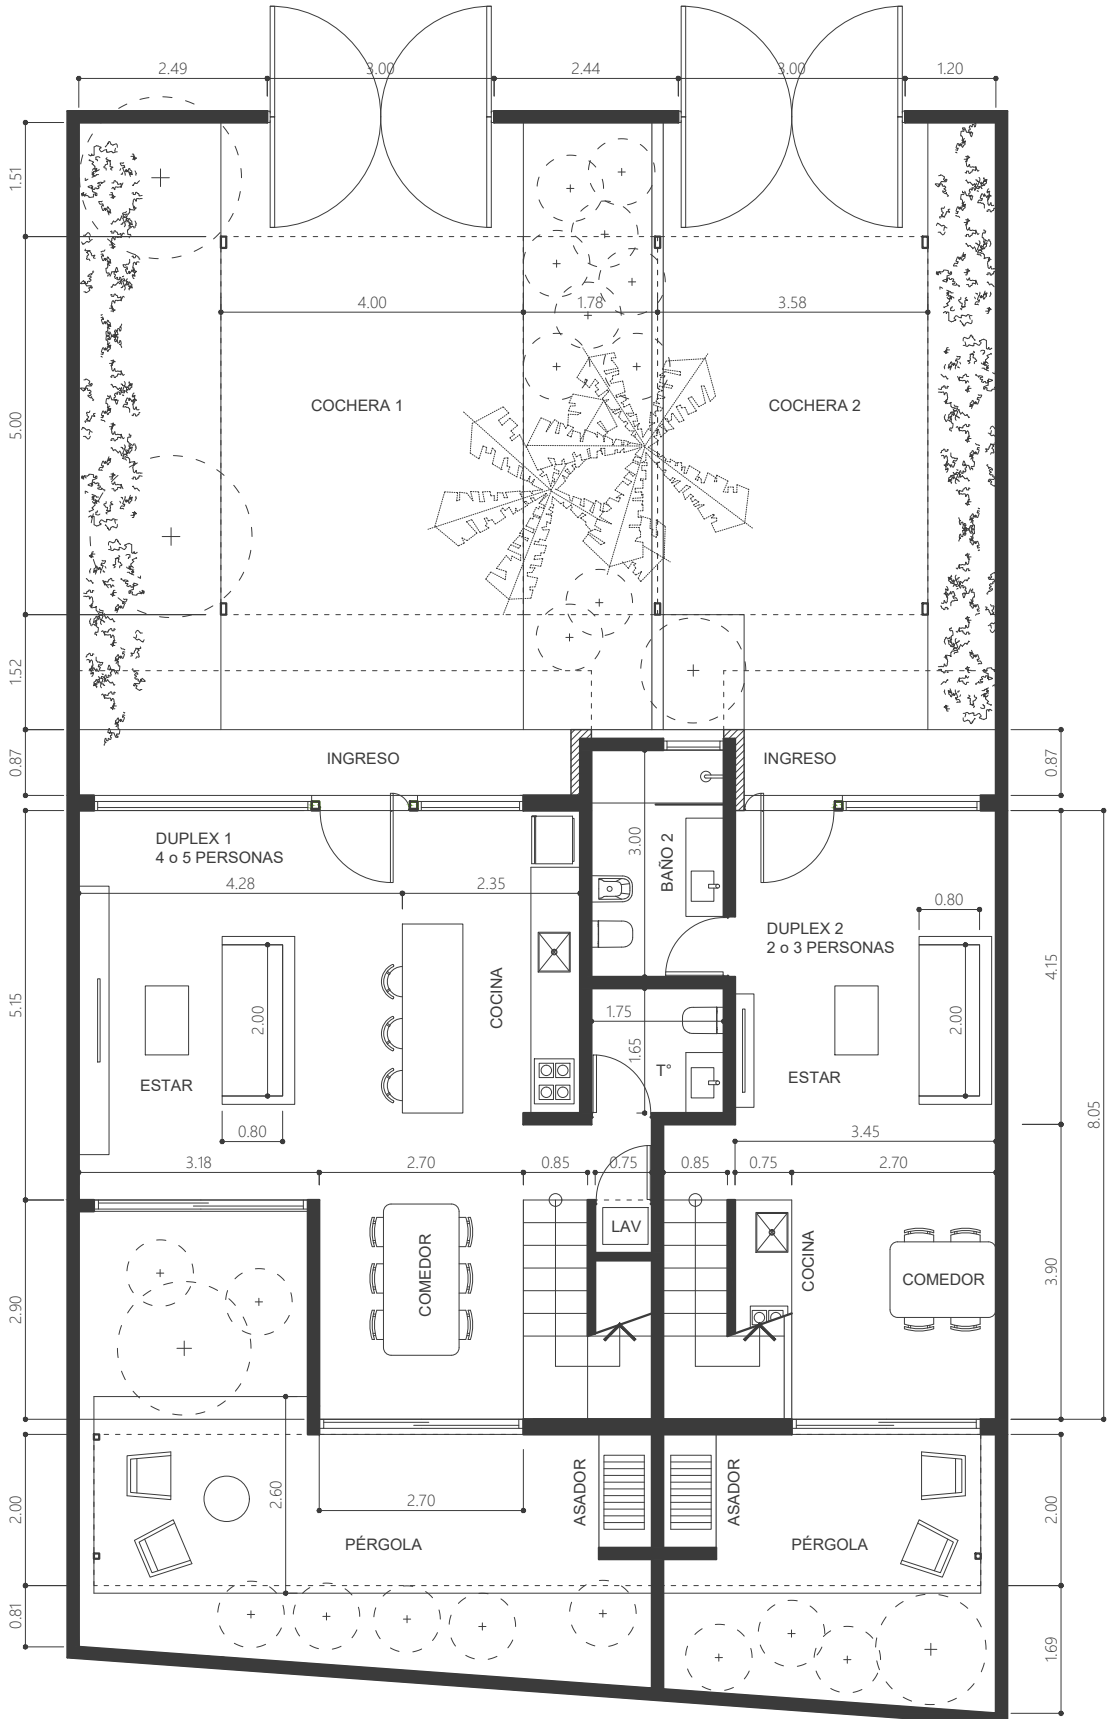 2.49
3.00
2.44
3.00
1.20
1.51
4.00
1.78
3.58
5.00
COCHERA 1
COCHERA 2
1.52
0.87
INGRESO
INGRESO
0.87
DUPLEX 1
4 o 5 PERSONAS
4.28
2.35
3.00
BAÑO 2
0.80
DUPLEX 2
2 o 3 PERSONAS
4.15
5.15
COCINA
2.00
2.00
1.75
1.65
T°
ESTAR
ESTAR
8.05
0.80
3.45
3.18
2.70
0.85
0.75
0.85
0.75
2.70
LAV
COMEDOR
COCINA
COMEDOR
3.90
2.90
2.60
2.70
ASADOR
ASADOR
2.00
2.00
PÉRGOLA
PÉRGOLA
0.81
1.69